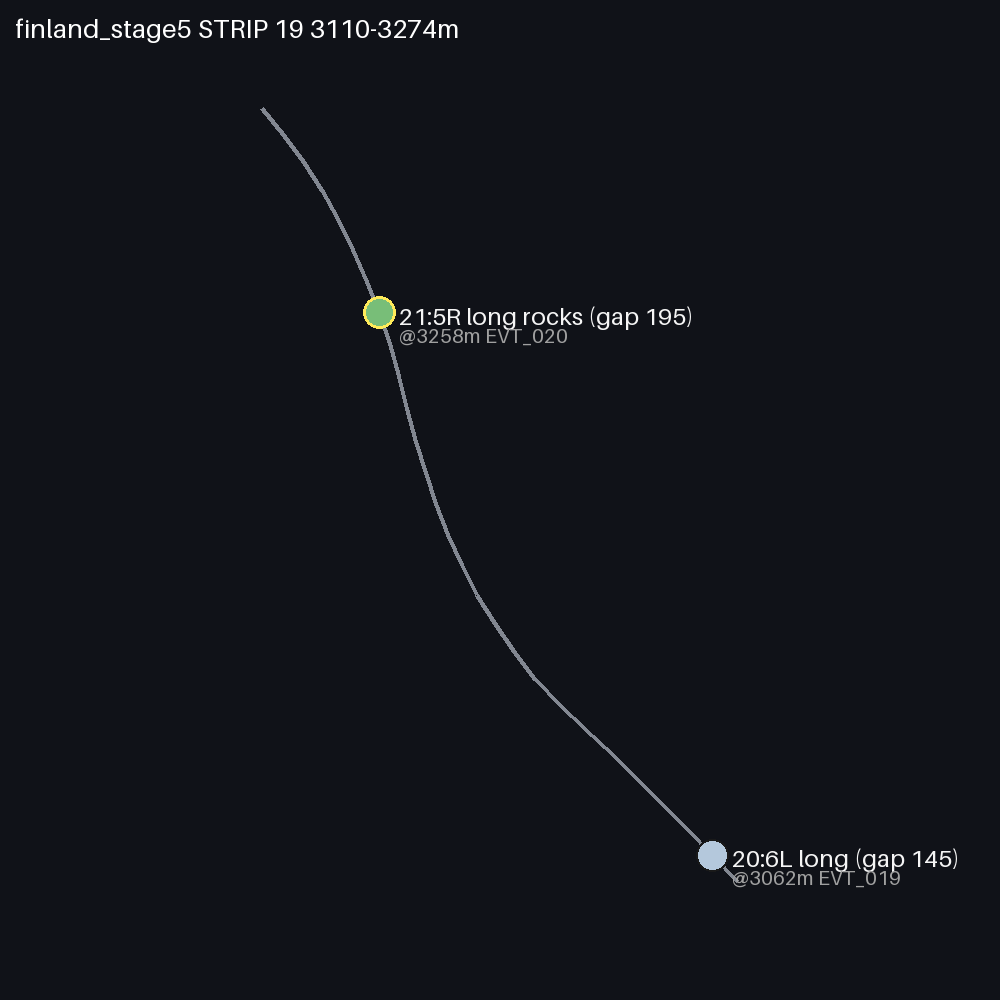 finland_stage5 STRIP 19 3110-3274m
21:5R long rocks (gap 195)
@3258m EVT_020
20:6L long (gap 145)
@3062m EVT_019